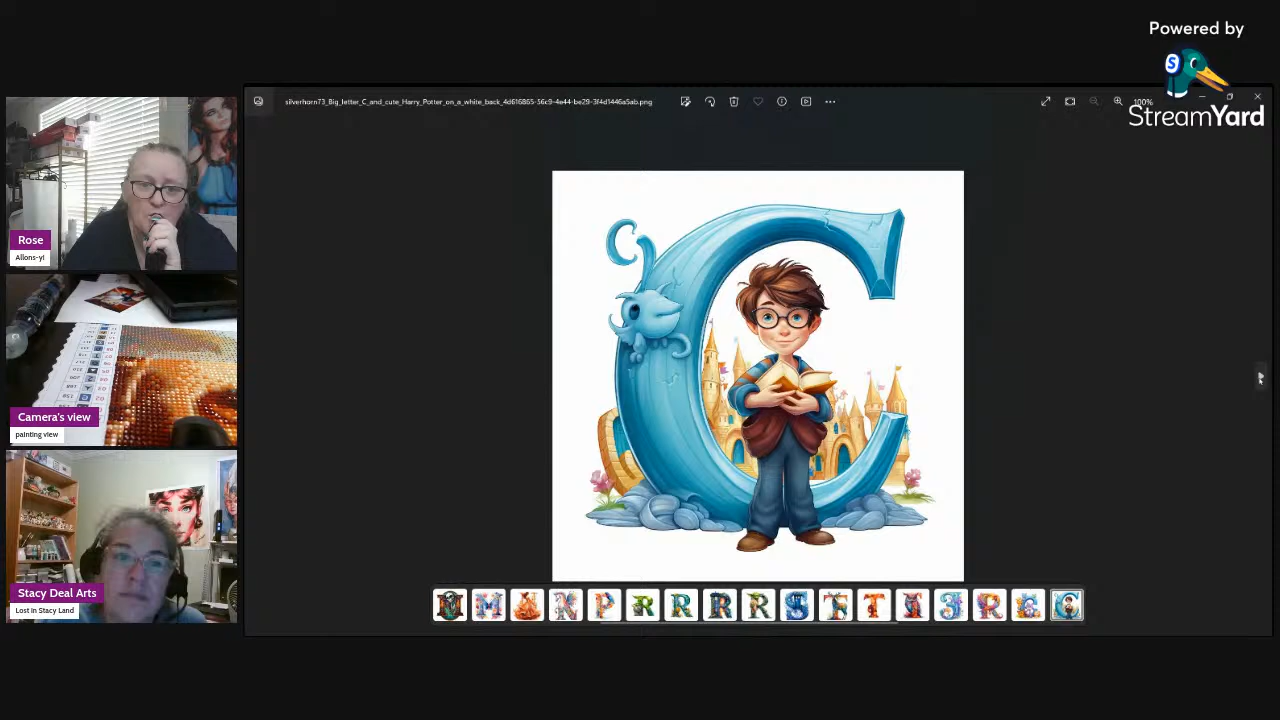 Powered by
StreamYard
silverhorn73_Big_letter_C_and_cute_Harry_Potter_on_a_white_back_4d616865-56c9-4e44-be29-3f4d1446a5ab.png
100%
Rose
Allons-y!
Camera's view
painting view
Stacy Deal Arts
Lost In Stacy Land